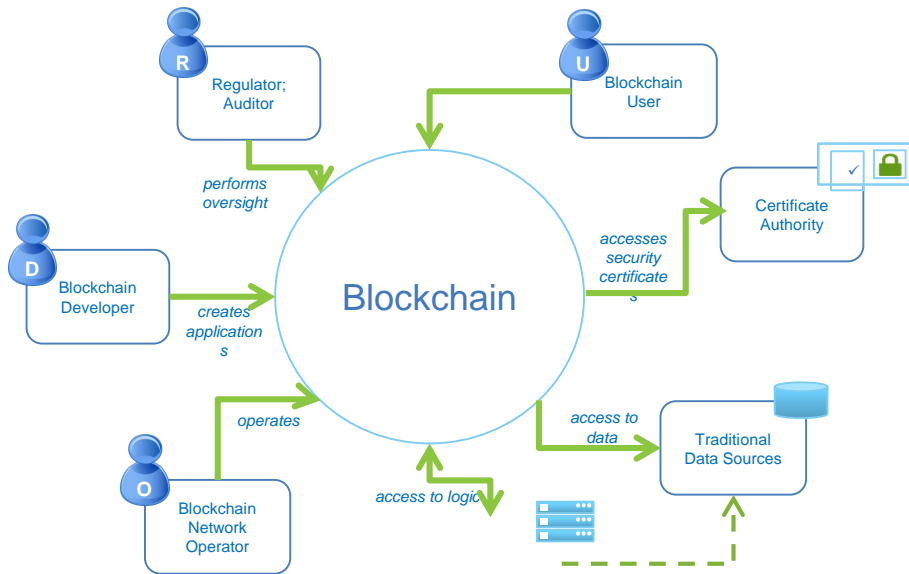 R
Regulator;
Auditor
U
Blockchain
User
performs
oversight
✓
Certificate
Authority
accesses
security
certificate
s
D
Blockchain
Developer
creates
application
s
Blockchain
operates
access to
data
Traditional
Data Sources
O
Blockchain
Network
Operator
access to logic